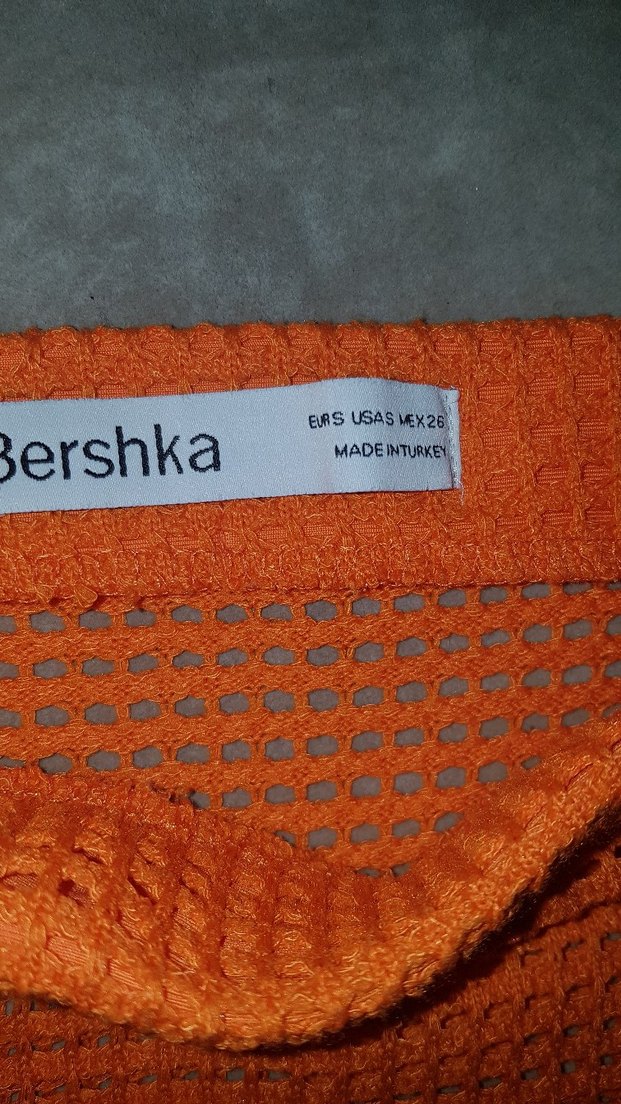 Bershka
EUR S USA S MEX 26
MADE IN TURKEY